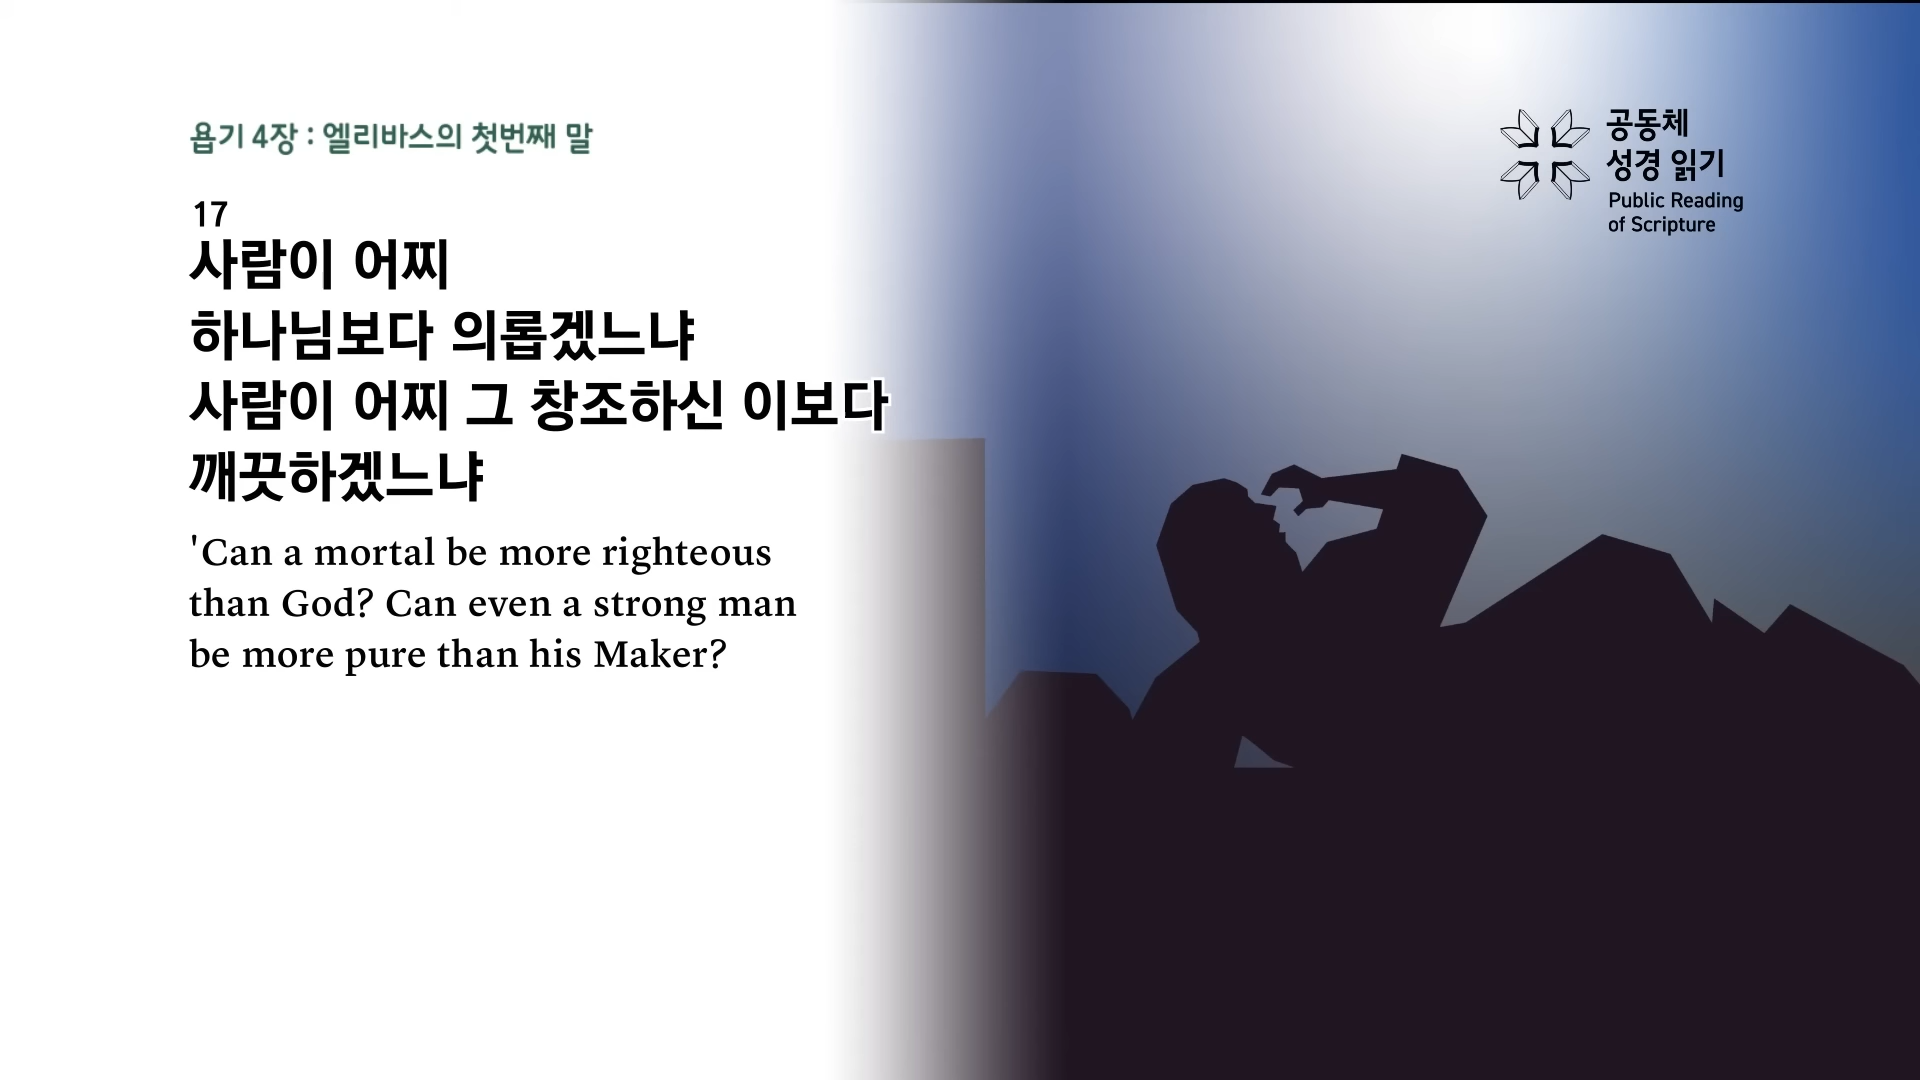 욥기 4장 : 엘리바스의 첫번째 말
17
사람이 어찌
하나님보다 의롭겠느냐
사람이 어찌 그 창조하신 이보다
깨끗하겠느냐
'Can a mortal be more righteous
than God? Can even a strong man
be more pure than his Maker?
공동체
성경 읽기
Public Reading
of Scripture